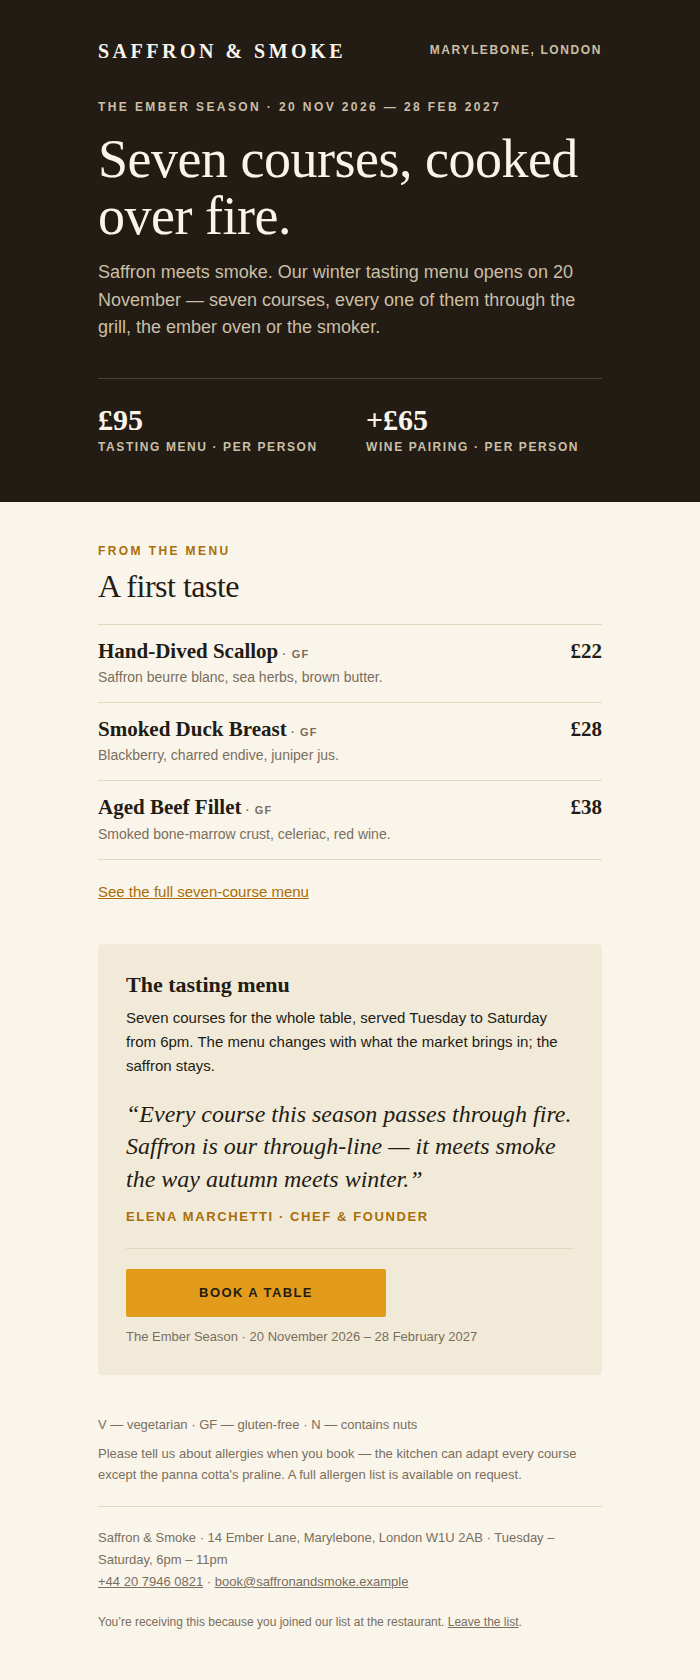 SAFFRON & SMOKE
MARYLEBONE, LONDON
THE EMBER SEASON · 20 NOV 2026 — 28 FEB 2027
Seven courses, cooked
over fire.
Saffron meets smoke. Our winter tasting menu opens on 20
November — seven courses, every one of them through the
grill, the ember oven or the smoker.
£95
TASTING MENU · PER PERSON
+£65
WINE PAIRING · PER PERSON
FROM THE MENU
A first taste
Hand-Dived Scallop · GF £22
Saffron beurre blanc, sea herbs, brown butter.
Smoked Duck Breast · GF £28
Blackberry, charred endive, juniper jus.
Aged Beef Fillet · GF £38
Smoked bone-marrow crust, celeriac, red wine.
See the full seven-course menu
The tasting menu
Seven courses for the whole table, served Tuesday to Saturday
from 6pm. The menu changes with what the market brings in; the
saffron stays.
“Every course this season passes through fire.
Saffron is our through-line — it meets smoke
the way autumn meets winter.”
ELENA MARCHETTI · CHEF & FOUNDER
BOOK A TABLE
The Ember Season · 20 November 2026 – 28 February 2027
V — vegetarian · GF — gluten-free · N — contains nuts
Please tell us about allergies when you book — the kitchen can adapt every course
except the panna cotta's praline. A full allergen list is available on request.
Saffron & Smoke · 14 Ember Lane, Marylebone, London W1U 2AB · Tuesday –
Saturday, 6pm – 11pm
+44 20 7946 0821 · book@saffronandsmoke.example
You’re receiving this because you joined our list at the restaurant. Leave the list.